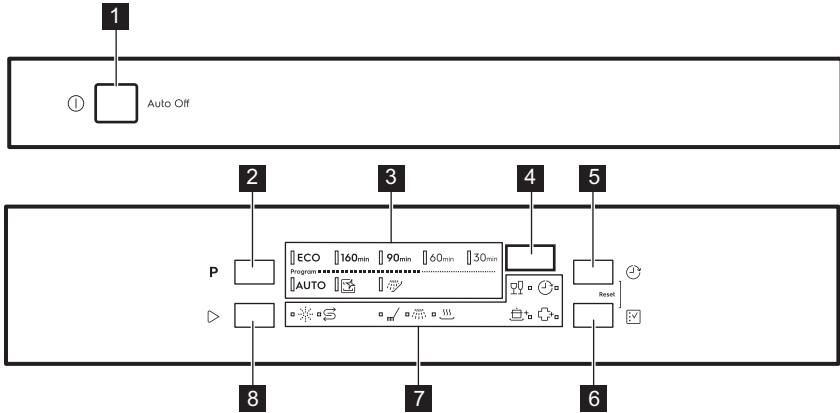 1
Auto Off
2 3 4 5
P
ECO 160min 90min 60min 30min
Program
AUTO
Reset
8 7 6